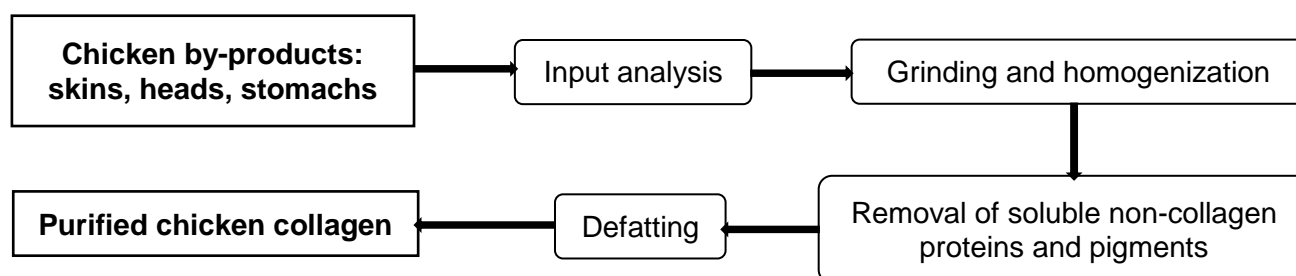 Chicken by-products:
skins, heads, stomachs
Input analysis
Grinding and homogenization
Removal of soluble non-collagen
proteins and pigments
Defatting
Purified chicken collagen